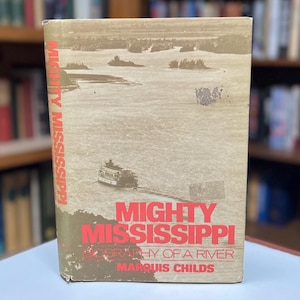 MIGHTY MISSISSIPPI
MIGHTY
MISSISSIPPI
BIOGRAPHY OF A RIVER
MARQUIS CHILDS